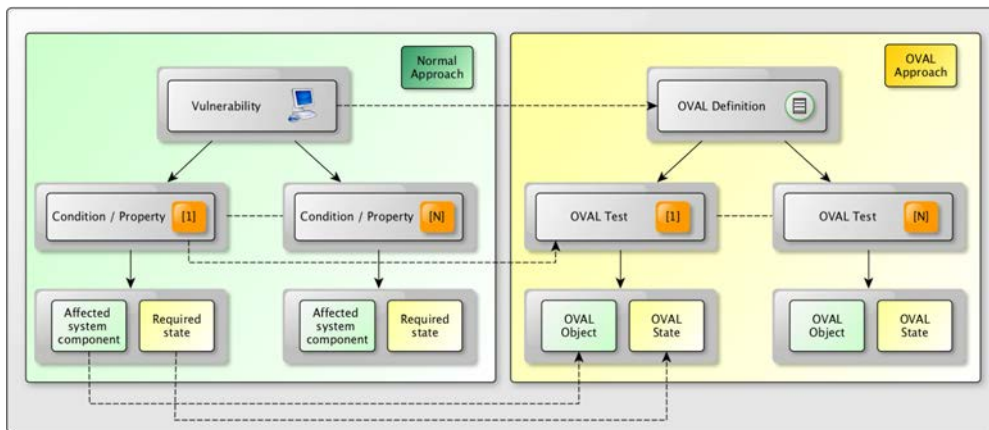 Normal
Approach
Vulnerability
Condition / Property [1]
Condition / Property [N]
Affected
system
component
Required
state
Affected
system
component
Required
state
OVAL
Approach
OVAL Definition
OVAL Test [1]
OVAL Test [N]
OVAL
Object
OVAL
State
OVAL
Object
OVAL
State